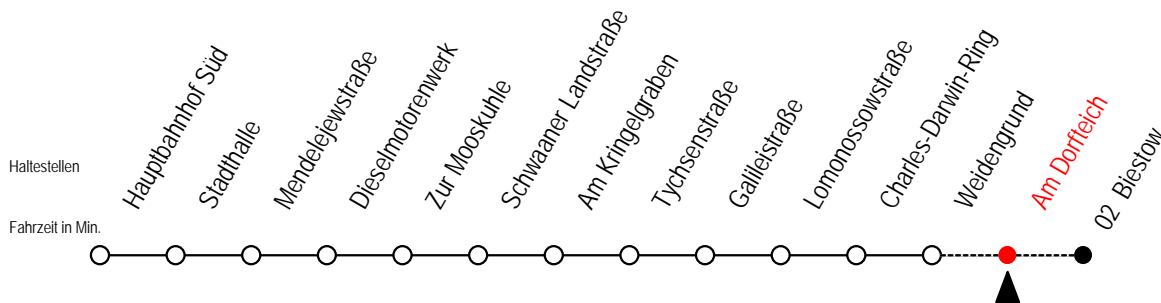 Hauptbahnhof Süd
Stadthalle
Mendelejewstraße
Dieselmotorenwerk
Zur Mooskuhle
Schwaaner Landstraße
Am Kringelgraben
Tychsenstraße
Galileistraße
Lomonossowstraße
Charles-Darwin-Ring
Weidengrund
Am Dorfteich
02 Biestow
Haltestellen
Fahrzeit in Min.